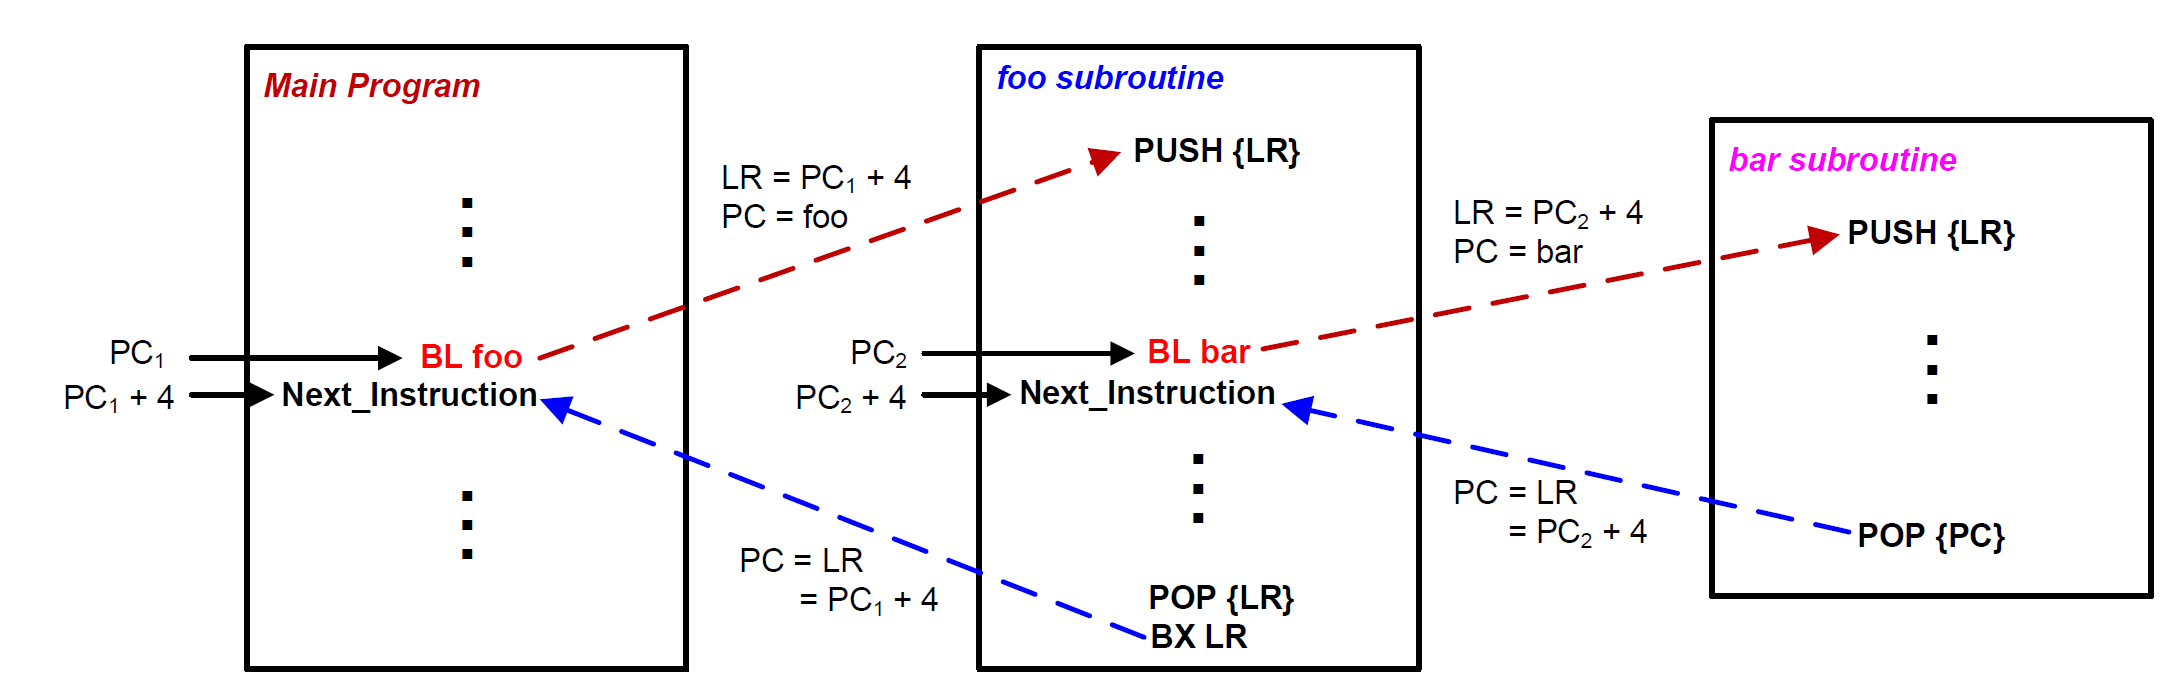 Main Program
PC₁
BL foo
PC₁ + 4
Next_Instruction
LR = PC₁ + 4
PC = foo
PC = LR
= PC₁ + 4
foo subroutine
PUSH {LR}
PC₂
BL bar
PC₂ + 4
Next_Instruction
POP {LR}
BX LR
LR = PC₂ + 4
PC = bar
PC = LR
= PC₂ + 4
bar subroutine
PUSH {LR}
POP {PC}